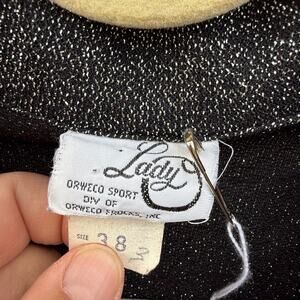 Lady
ORWECO SPORT
DIV OF
ORWECO FROCKS, INC
SIZE 38